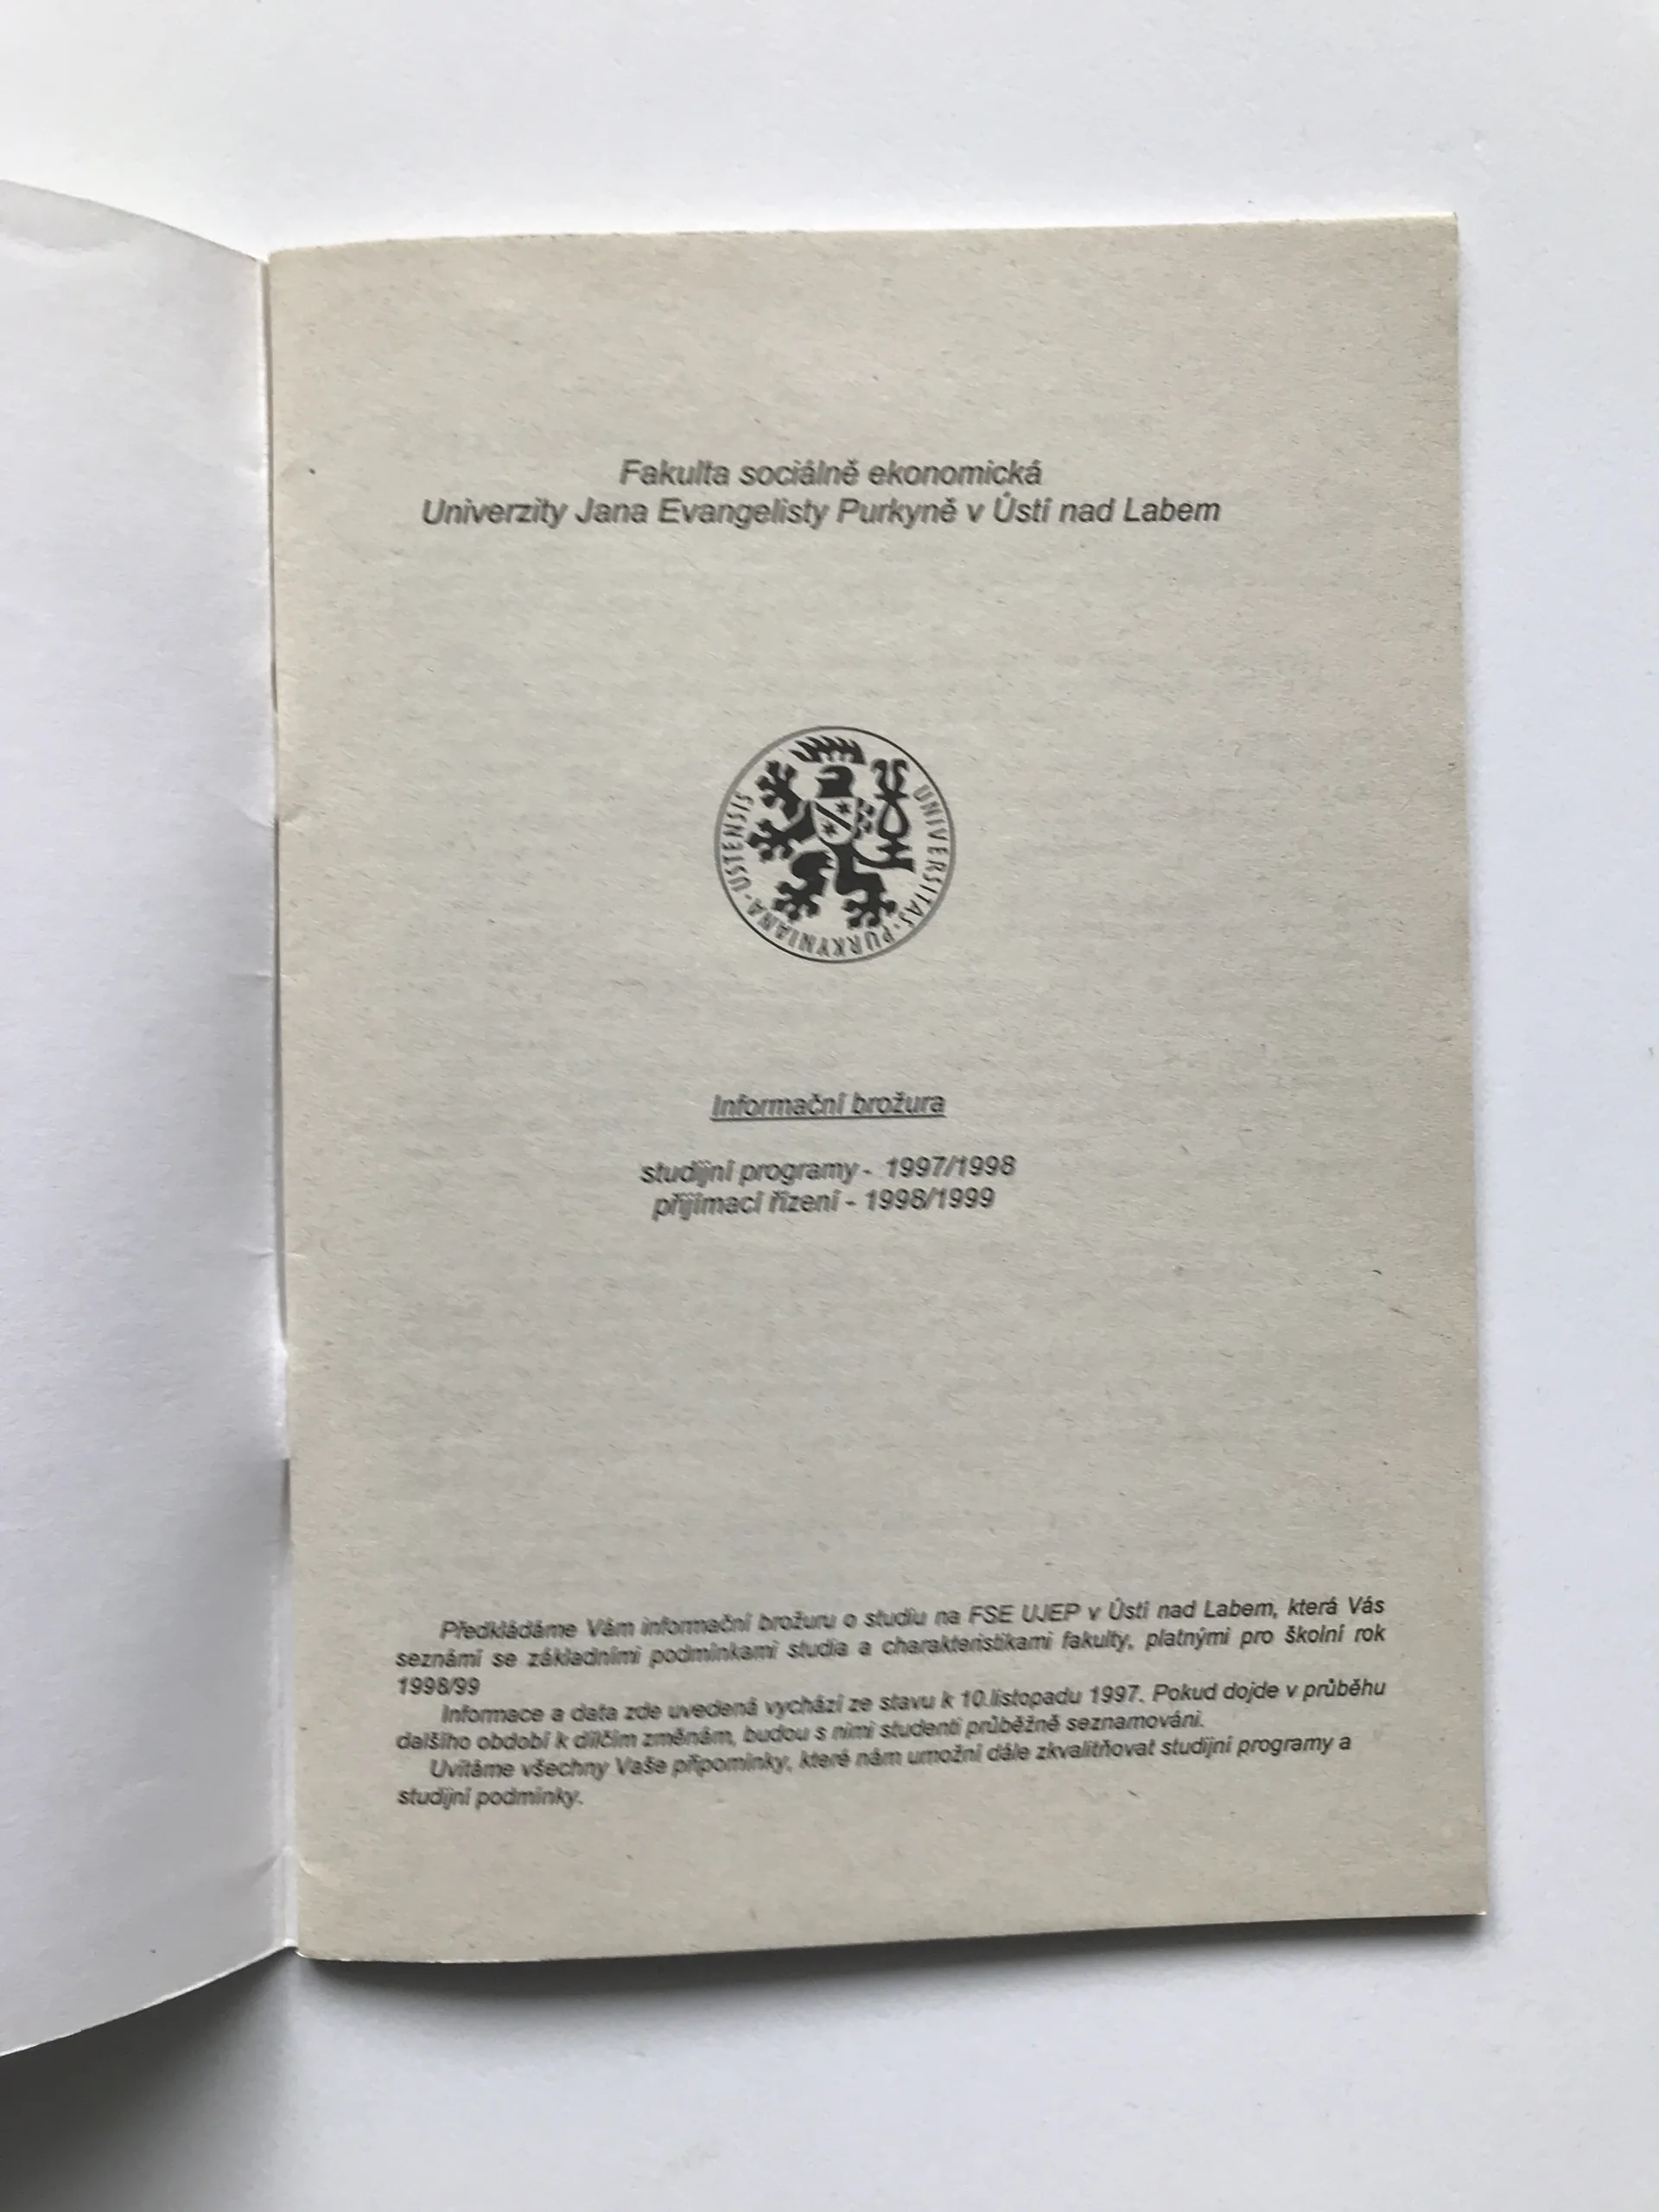 Fakulta sociálně ekonomická
Univerzity Jana Evangelisty Purkyně v Ústí nad Labem
UNIVERSITAS · PURKYNIANA · USTENSIS
Informační brožura
studijní programy - 1997/1998
přijímací řízení - 1998/1999
Předkládáme Vám informační brožuru o studiu na FSE UJEP v Ústí nad Labem, která Vás
seznámí se základními podmínkami studia a charakteristikami fakulty, platnými pro školní rok
1998/99
Informace a data zde uvedená vychází ze stavu k 10.listopadu 1997. Pokud dojde v průběhu
dalšího období k dílčím změnám, budou s nimi studenti průběžně seznamováni.
Uvítáme všechny Vaše připomínky, které nám umožní dále zkvalitňovat studijní programy a
studijní podmínky.